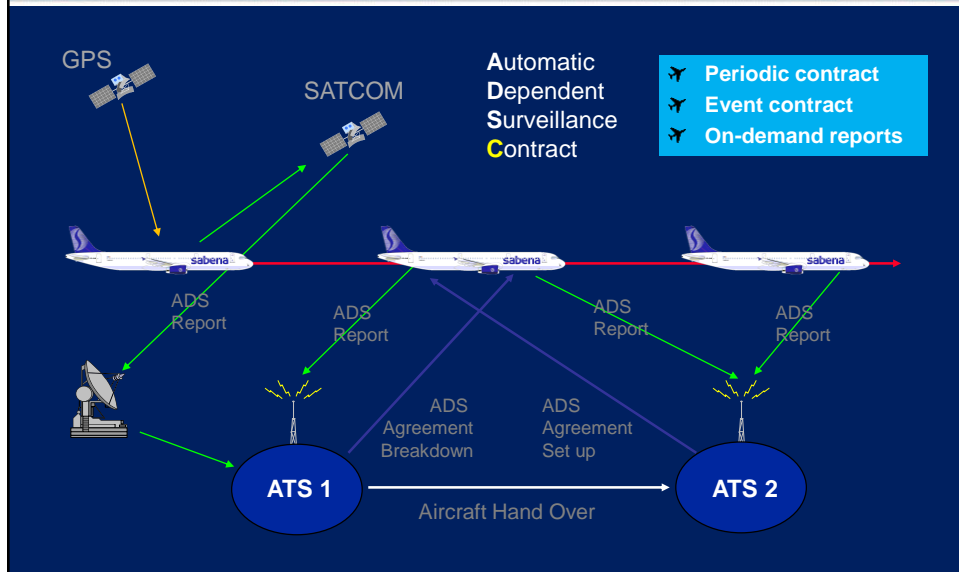 GPS
SATCOM
Automatic
Dependent
Surveillance
Contract
Periodic contract
Event contract
On-demand reports
sabena
sabena
sabena
ADS
Report
ADS
Report
ADS
Report
ADS
Report
ADS
Agreement
Breakdown
ADS
Agreement
Set up
ATS 1
ATS 2
Aircraft Hand Over